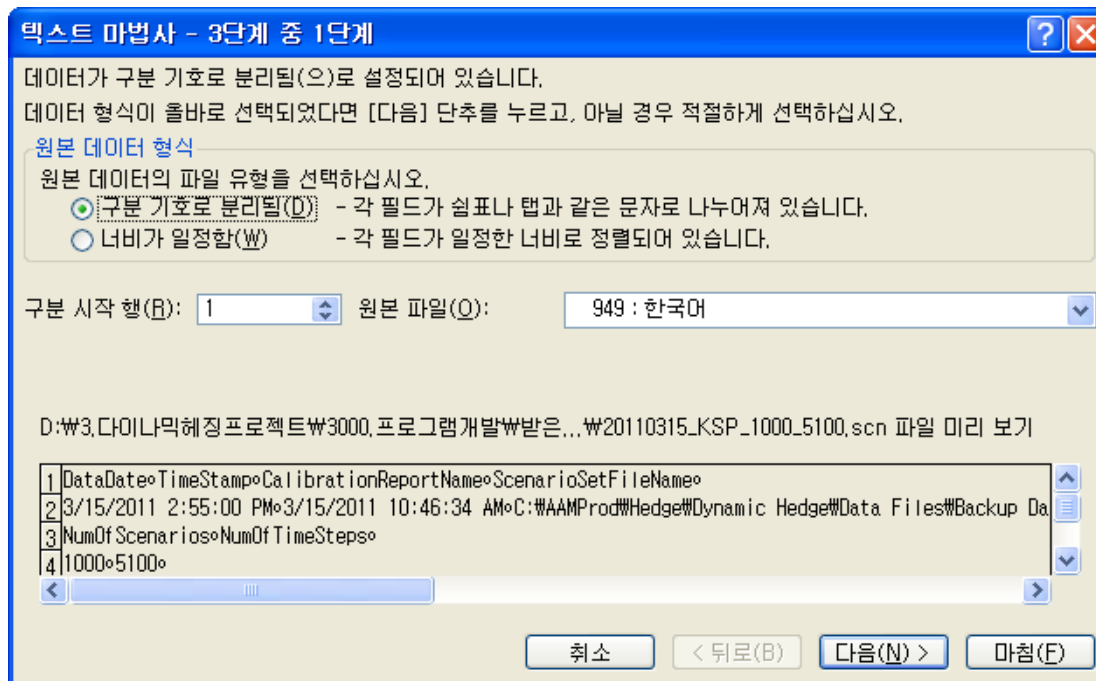 텍스트 마법사 - 3단계 중 1단계
데이터가 구분 기호로 분리됨(으)로 설정되어 있습니다.
데이터 형식이 올바로 선택되었다면 [다음] 단추를 누르고, 아닐 경우 적절하게 선택하십시오.
원본 데이터 형식
원본 데이터의 파일 유형을 선택하십시오.
구분 기호로 분리됨(D) - 각 필드가 쉼표나 탭과 같은 문자로 나누어져 있습니다.
너비가 일정함(W) - 각 필드가 일정한 너비로 정렬되어 있습니다.
구분 시작 행(R): 1 원본 파일(O): 949 : 한국어
D:₩3.다이나믹헤징프로젝트₩3000.프로그램개발₩받은...₩20110315_KSP_1000_5100.scn 파일 미리 보기
1 DataDate∘TimeStamp∘CalibrationReportName∘ScenarioSetFileName∘
2 3/15/2011 2:55:00 PM∘3/15/2011 10:46:34 AM∘C:₩AAMProd₩Hedge₩Dynamic Hedge₩Data Files₩Backup Da
3 NumOfScenarios∘NumOfTimeSteps∘
4 1000∘5100∘
취소 < 뒤로(B) 다음(N) > 마침(F)